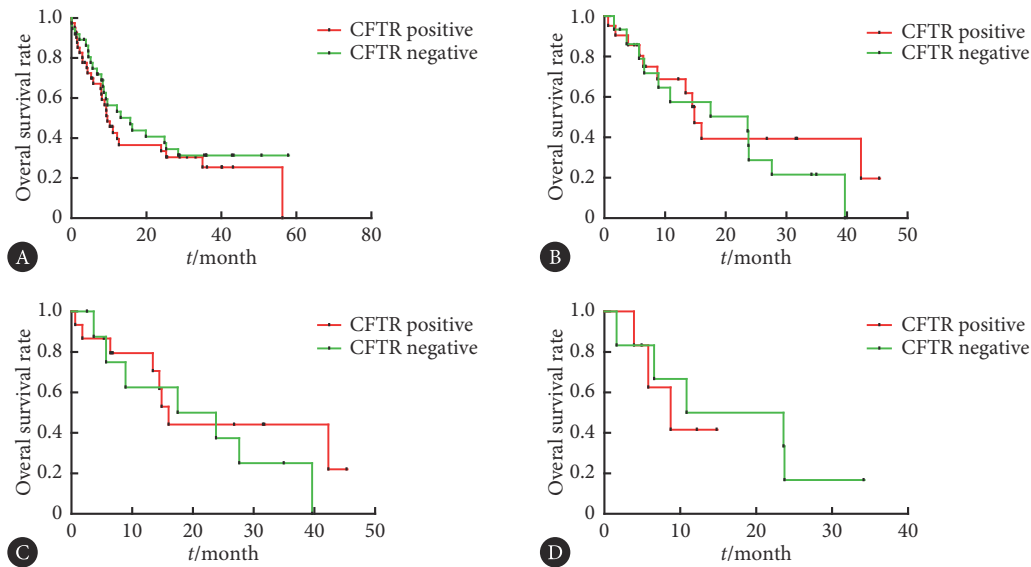 Overal survival rate
1.0
0.8
0.6
0.4
0.2
0
0 20 40 60 80
t/month
CFTR positive
CFTR negative
A
Overal survival rate
1.0
0.8
0.6
0.4
0.2
0
0 10 20 30 40 50
t/month
CFTR positive
CFTR negative
B
Overal survival rate
1.0
0.8
0.6
0.4
0.2
0
0 10 20 30 40 50
t/month
CFTR positive
CFTR negative
C
Overal survival rate
1.0
0.8
0.6
0.4
0.2
0
0 10 20 30 40
t/month
CFTR positive
CFTR negative
D